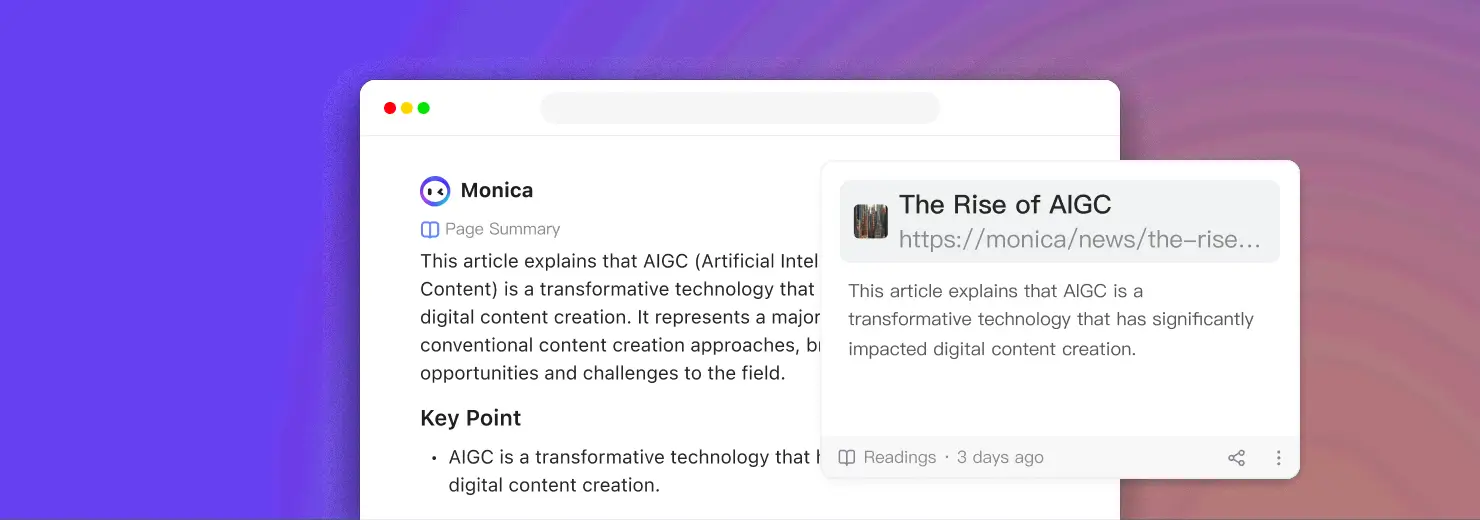 Monica
Page Summary
This article explains that AIGC (Artificial Intel
Content) is a transformative technology that
digital content creation. It represents a major
conventional content creation approaches, br
opportunities and challenges to the field.
Key Point
• AIGC is a transformative technology that h
digital content creation.
The Rise of AIGC
https://monica/news/the-rise...
This article explains that AIGC is a
transformative technology that has significantly
impacted digital content creation.
Readings · 3 days ago